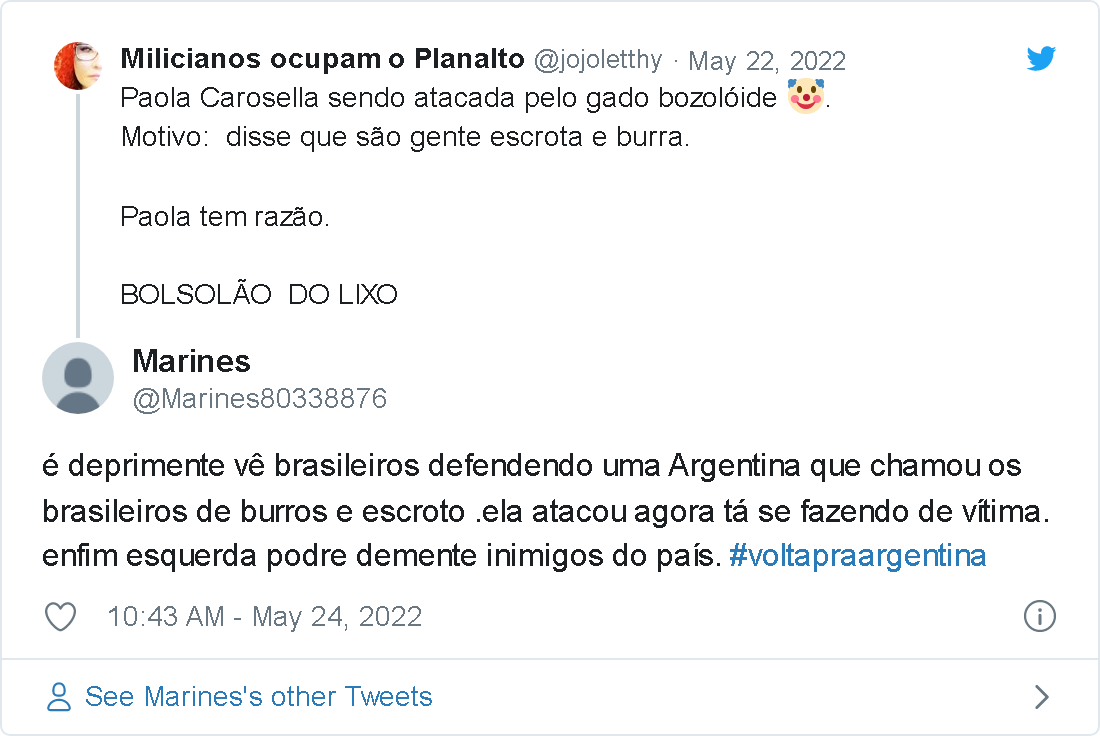 Milicianos ocupam o Planalto @jojoletthy · May 22, 2022
Paola Carosella sendo atacada pelo gado bozolóide 🤡.
Motivo:  disse que são gente escrota e burra.
Paola tem razão.
BOLSOLÃO  DO LIXO
Marines
@Marines80338876
é deprimente vê brasileiros defendendo uma Argentina que chamou os
brasileiros de burros e escroto .ela atacou agora tá se fazendo de vítima.
enfim esquerda podre demente inimigos do país. #voltapraargentina
10:43 AM - May 24, 2022
See Marines's other Tweets